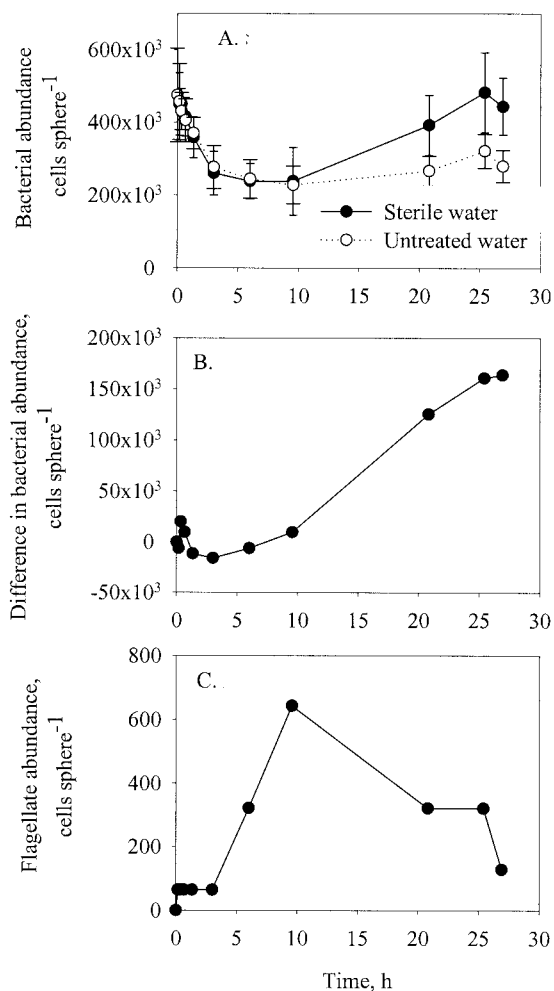 A. :
Bacterial abundance
cells sphere⁻¹
600x10³
400x10³
200x10³
0
Sterile water
Untreated water
0 5 10 15 20 25 30
B.
Difference in bacterial abundance,
cells sphere⁻¹
200x10³
150x10³
100x10³
50x10³
0
-50x10³
0 5 10 15 20 25 30
C.
Flagellate abundance,
cells sphere⁻¹
800
600
400
200
0
0 5 10 15 20 25 30
Time, h